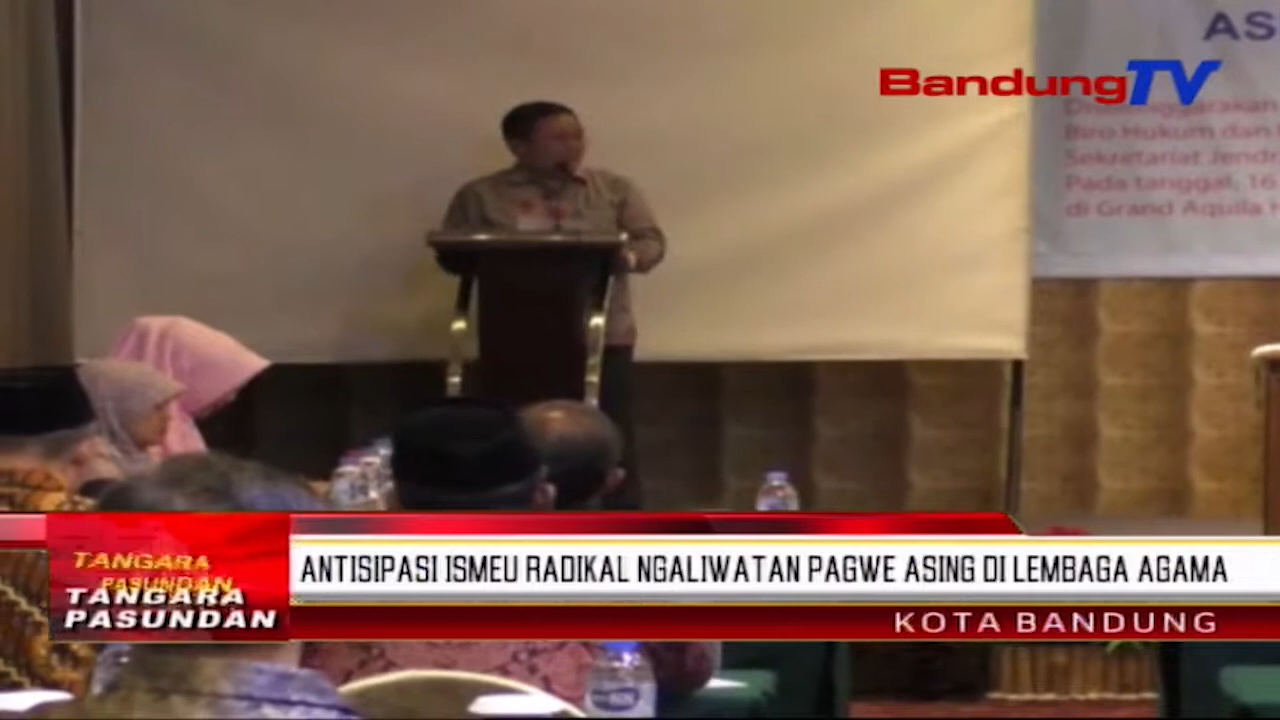 AS
BandungTV
Diselenggarakan
Biro Hukum dan
Sekretariat Jendr
Pada tanggal, 16
di Grand Aquila H
TANGARA
PASUNDAN
TANGARA
PASUNDAN
ANTISIPASI ISMEU RADIKAL NGALIWATAN PAGWE ASING DI LEMBAGA AGAMA
KOTA BANDUNG